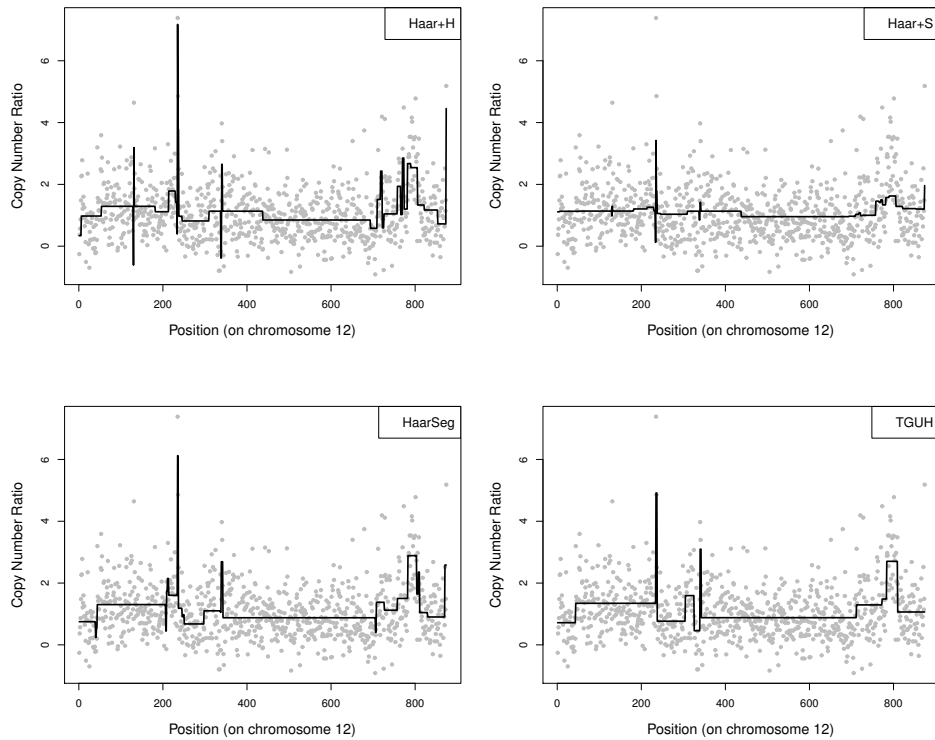 Haar+H
Copy Number Ratio
6
4
2
0
0 200 400 600 800
Position (on chromosome 12)
Haar+S
Copy Number Ratio
6
4
2
0
0 200 400 600 800
Position (on chromosome 12)
HaarSeg
Copy Number Ratio
6
4
2
0
0 200 400 600 800
Position (on chromosome 12)
TGUH
Copy Number Ratio
6
4
2
0
0 200 400 600 800
Position (on chromosome 12)